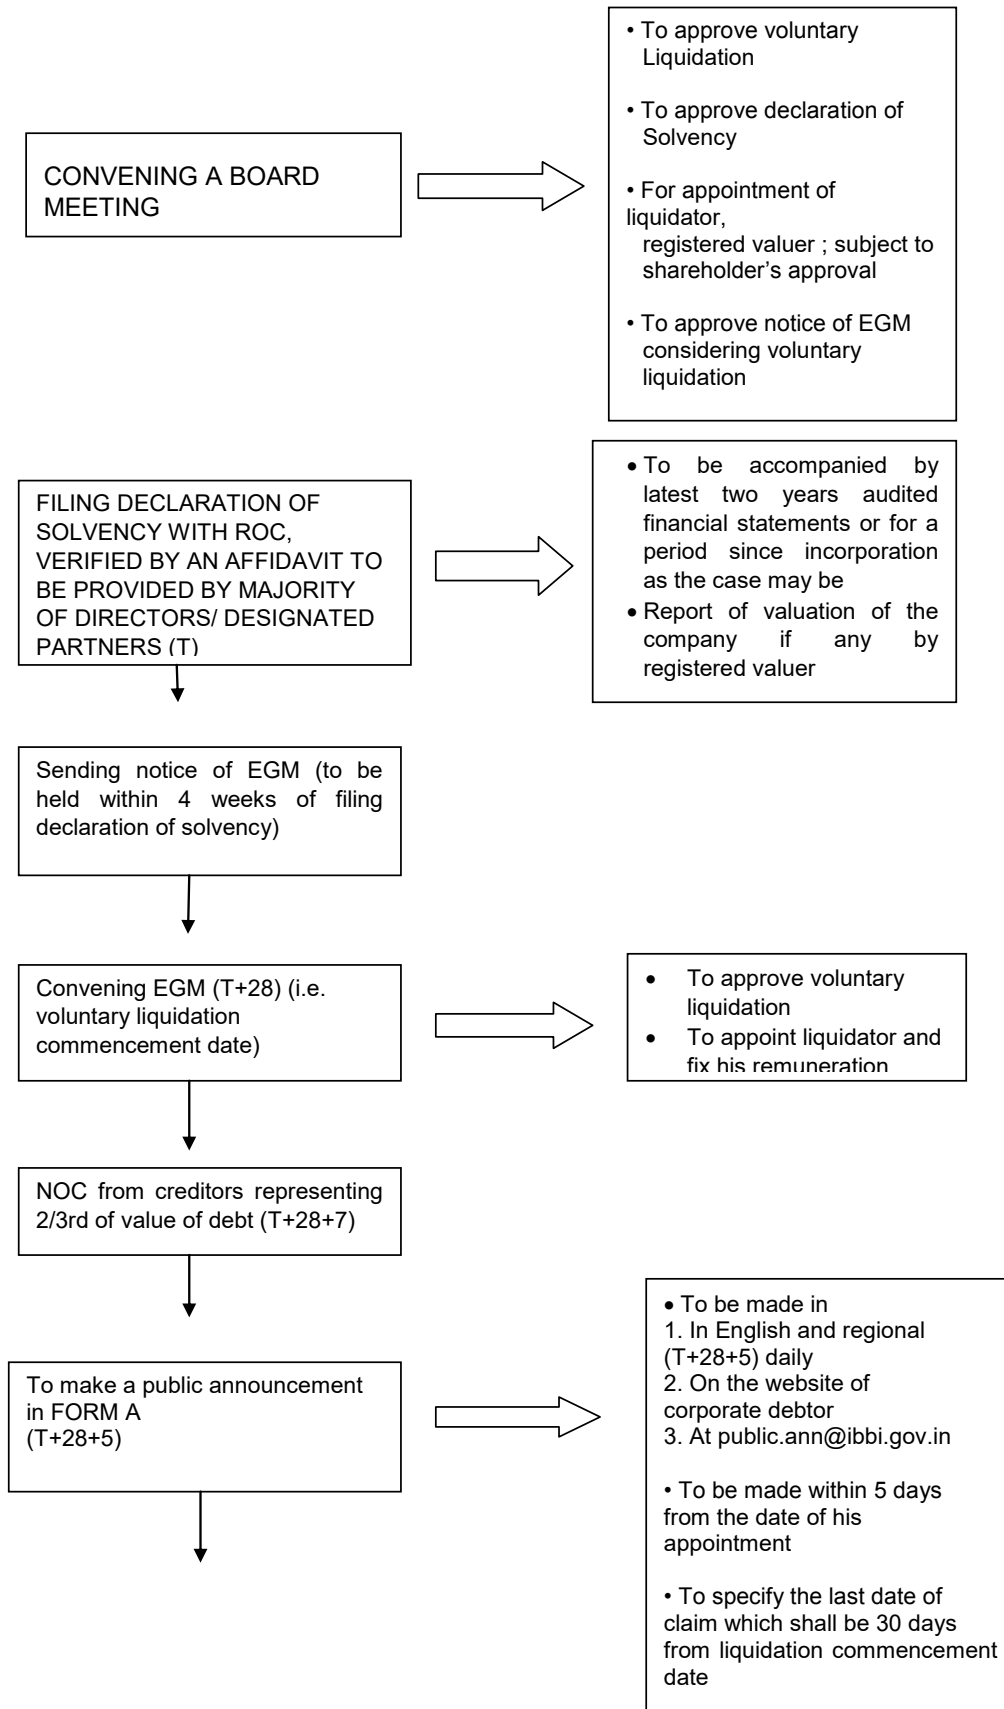 CONVENING A BOARD
MEETING
• To approve voluntary
Liquidation
• To approve declaration of
Solvency
• For appointment of
liquidator,
registered valuer ; subject to
shareholder's approval
• To approve notice of EGM
considering voluntary
liquidation
FILING DECLARATION OF
SOLVENCY WITH ROC,
VERIFIED BY AN AFFIDAVIT TO
BE PROVIDED BY MAJORITY
OF DIRECTORS/ DESIGNATED
PARTNERS (T)
• To be accompanied by
latest two years audited
financial statements or for a
period since incorporation
as the case may be
• Report of valuation of the
company if any by
registered valuer
Sending notice of EGM (to be
held within 4 weeks of filing
declaration of solvency)
Convening EGM (T+28) (i.e.
voluntary liquidation
commencement date)
• To approve voluntary
liquidation
• To appoint liquidator and
fix his remuneration
NOC from creditors representing
2/3rd of value of debt (T+28+7)
To make a public announcement
in FORM A
(T+28+5)
• To be made in
1. In English and regional
(T+28+5) daily
2. On the website of
corporate debtor
3. At public.ann@ibbi.gov.in
• To be made within 5 days
from the date of his
appointment
• To specify the last date of
claim which shall be 30 days
from liquidation commencement
date